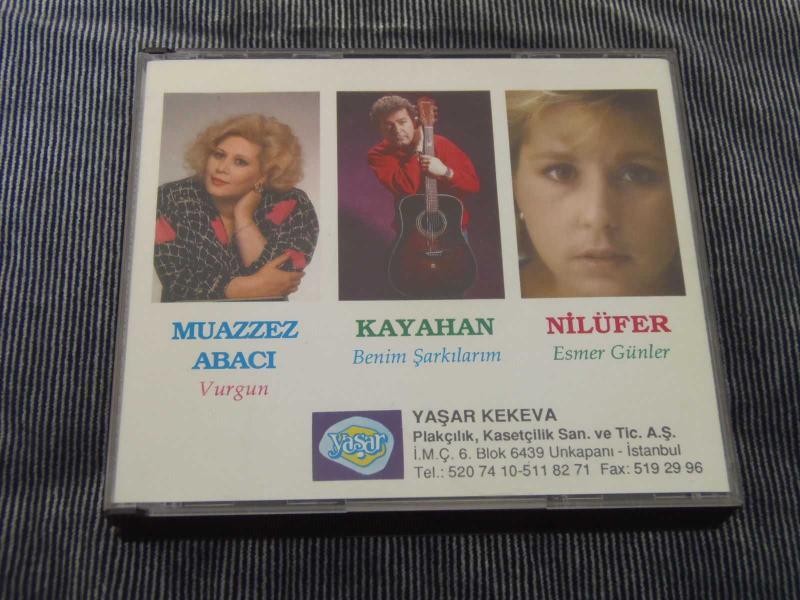 MUAZZEZ
ABACI
Vurgun
KAYAHAN
Benim Şarkılarım
NİLÜFER
Esmer Günler
yaşar
YAŞAR KEKEVA
Plakçılık, Kasetçilik San. ve Tic. A.Ş.
İ.M.Ç. 6. Blok 6439 Unkapanı - İstanbul
Tel.: 520 74 10-511 82 71 Fax: 519 29 96